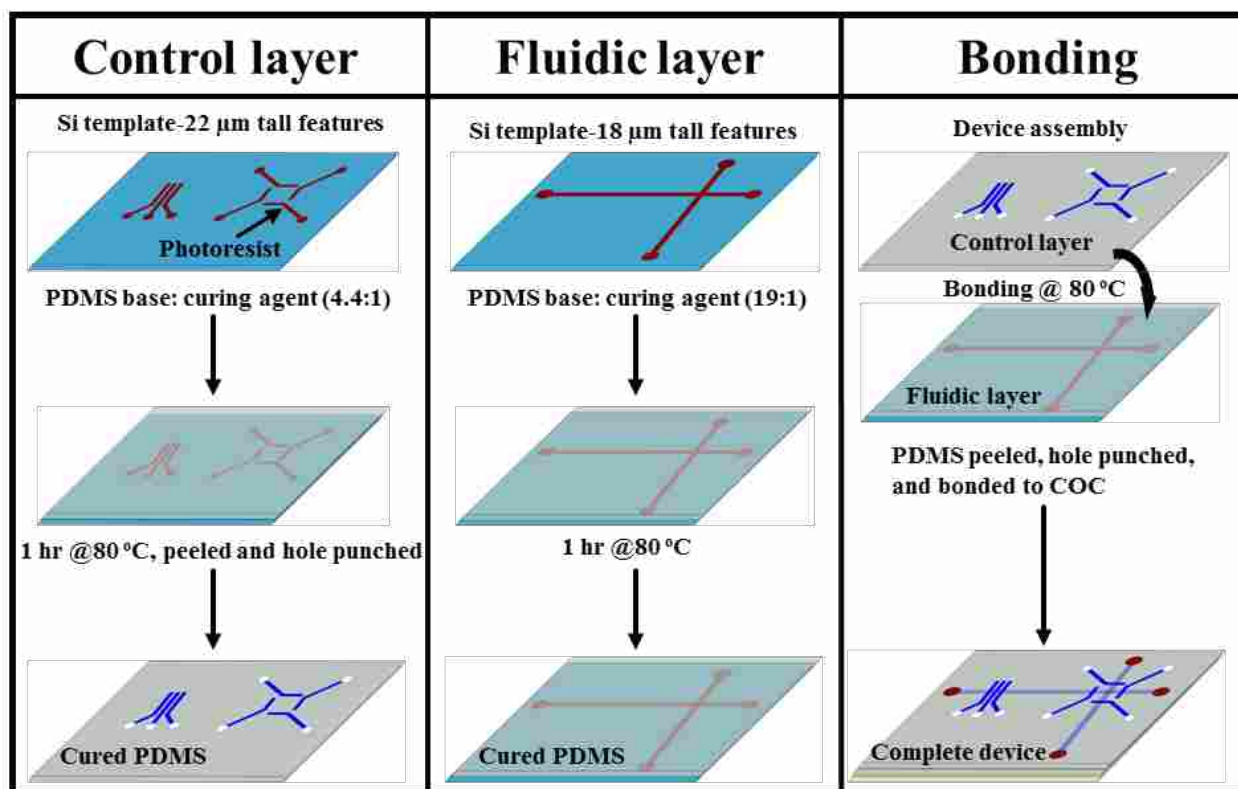 Control layer
Si template-22 µm tall features
Photoresist
PDMS base: curing agent (4.4:1)
1 hr @80 ºC, peeled and hole punched
Cured PDMS
Fluidic layer
Si template-18 µm tall features
PDMS base: curing agent (19:1)
1 hr @80 ºC
Cured PDMS
Bonding
Device assembly
Control layer
Bonding @ 80 ºC
Fluidic layer
PDMS peeled, hole punched,
and bonded to COC
Complete device